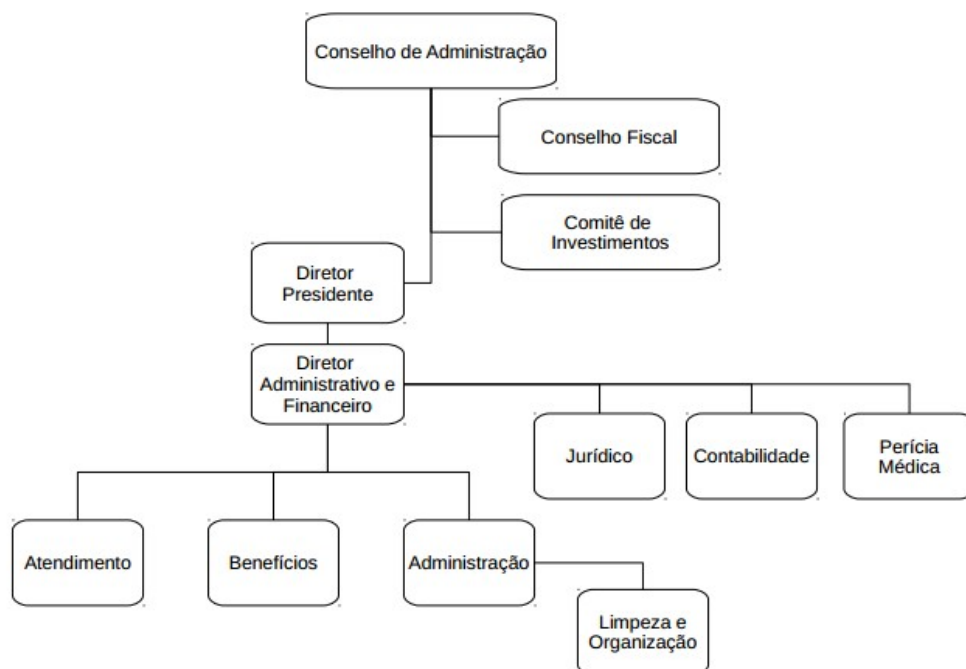 Conselho de Administração
Conselho Fiscal
Comitê de
Investimentos
Diretor
Presidente
Diretor
Administrativo e
Financeiro
Jurídico
Contabilidade
Perícia
Médica
Atendimento
Benefícios
Administração
Limpeza e
Organização